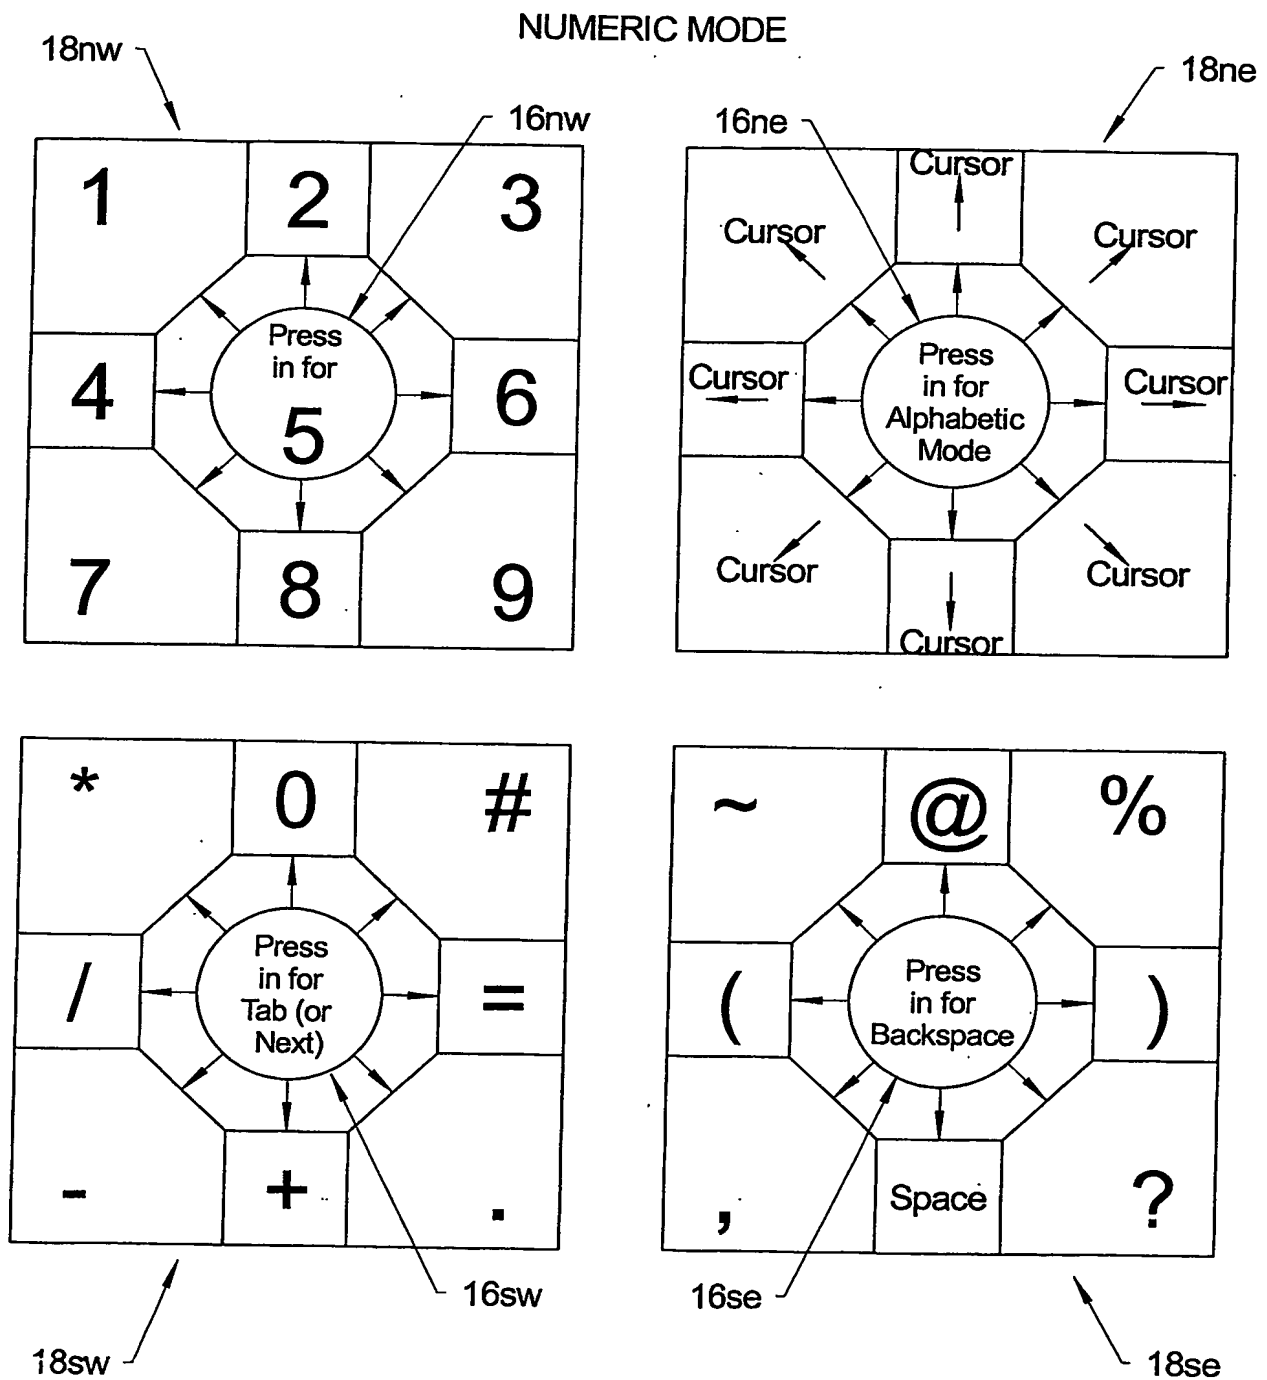 NUMERIC MODE
18nw
18ne
16nw
16ne
1
2
3
Press
in for
5
4
6
7
8
9
Cursor
Cursor
Cursor
Cursor
Press
in for
Alphabetic
Mode
Cursor
Cursor
Cursor
Cursor
*
0
#
/
Press
in for
Tab (or
Next)
=
-
+
.
~
@
%
(
Press
in for
Backspace
)
,
Space
?
16sw
16se
18sw
18se